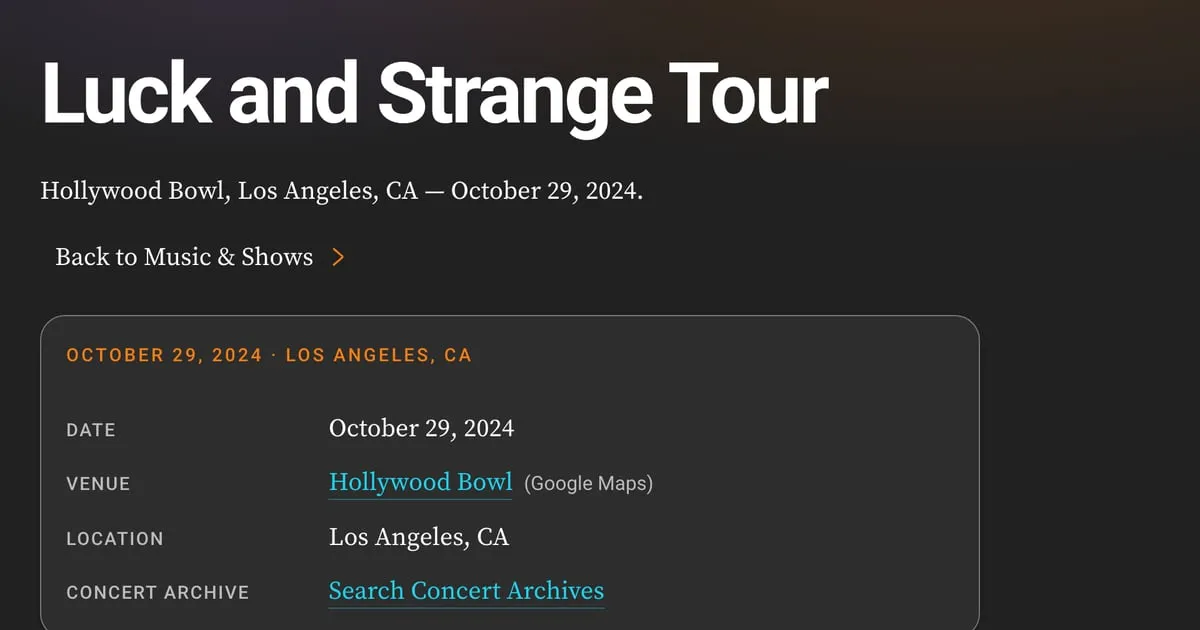 Luck and Strange Tour
Hollywood Bowl, Los Angeles, CA — October 29, 2024.
Back to Music & Shows
OCTOBER 29, 2024 · LOS ANGELES, CA
DATE October 29, 2024
VENUE Hollywood Bowl (Google Maps)
LOCATION Los Angeles, CA
CONCERT ARCHIVE Search Concert Archives